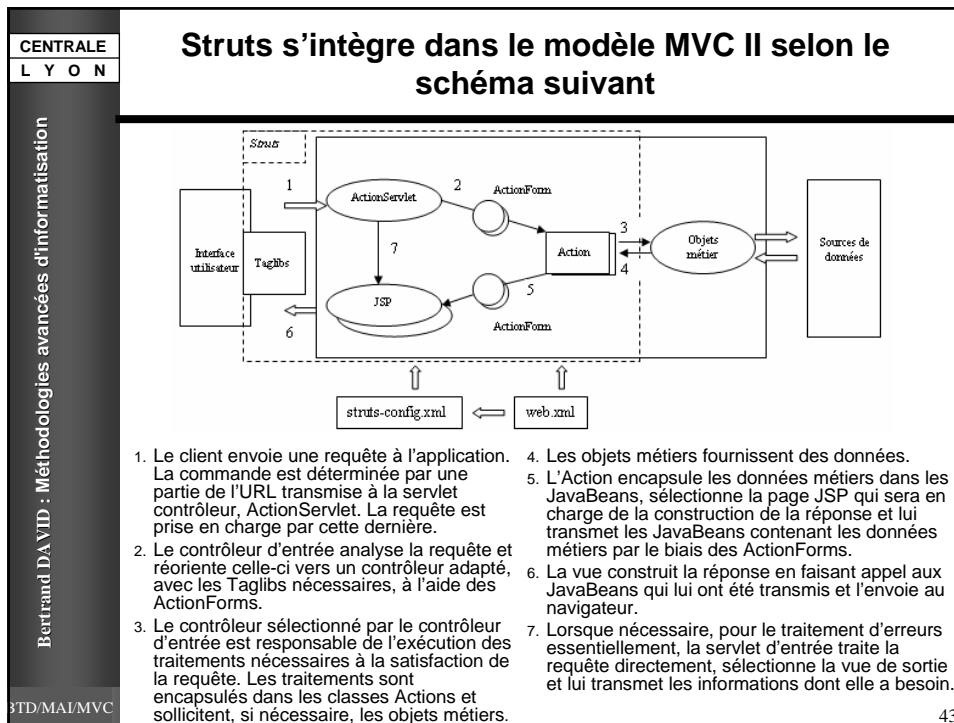 CENTRALE
L Y O N
Struts s’intègre dans le modèle MVC II selon le
schéma suivant
Bertrand DAVID : Méthodologies avancées d'informatisation
Struts
1
ActionServlet
2
ActionForm
Interface
utilisateur
Taglibs
7
Action
3
4
Objets
métier
Sources de
données
JSP
5
6
ActionForm
struts-config.xml
web.xml
1. Le client envoie une requête à l’application.
La commande est déterminée par une
partie de l’URL transmise à la servlet
contrôleur, ActionServlet. La requête est
prise en charge par cette dernière.
2. Le contrôleur d’entrée analyse la requête et
réoriente celle-ci vers un contrôleur adapté,
avec les Taglibs nécessaires, à l’aide des
ActionForms.
3. Le contrôleur sélectionné par le contrôleur
d’entrée est responsable de l’exécution des
traitements nécessaires à la satisfaction de
la requête. Les traitements sont
encapsulés dans les classes Actions et
sollicitent, si nécessaire, les objets métiers.
4. Les objets métiers fournissent des données.
5. L’Action encapsule les données métiers dans les
JavaBeans, sélectionne la page JSP qui sera en
charge de la construction de la réponse et lui
transmet les JavaBeans contenant les données
métiers par le biais des ActionForms.
6. La vue construit la réponse en faisant appel aux
JavaBeans qui lui ont été transmis et l’envoie au
navigateur.
7. Lorsque nécessaire, pour le traitement d’erreurs
essentiellement, la servlet d’entrée traite la
requête directement, sélectionne la vue de sortie
et lui transmet les informations dont elle a besoin.
BTD/MAI/MVC
43